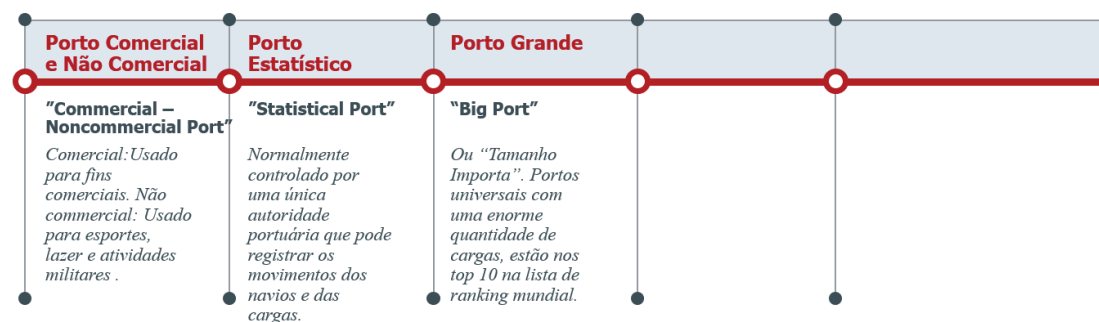 Porto Comercial
e Não Comercial
”Commercial –
Noncommercial Port”
Comercial:Usado
para fins
comerciais. Não
commercial: Usado
para esportes,
lazer e atividades
militares .
Porto
Estatístico
”Statistical Port”
Normalmente
controlado por
uma única
autoridade
portuária que pode
registrar os
movimentos dos
navios e das
cargas.
Porto Grande
“Big Port”
Ou “Tamanho
Importa”. Portos
universais com
uma enorme
quantidade de
cargas, estão nos
top 10 na lista de
ranking mundial.